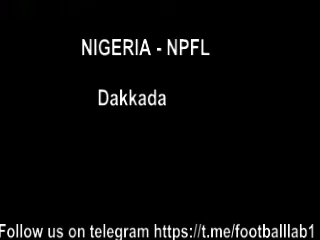 NIGERIA - NPFL
Dakkada
Follow us on telegram https://t.me/footballlab1